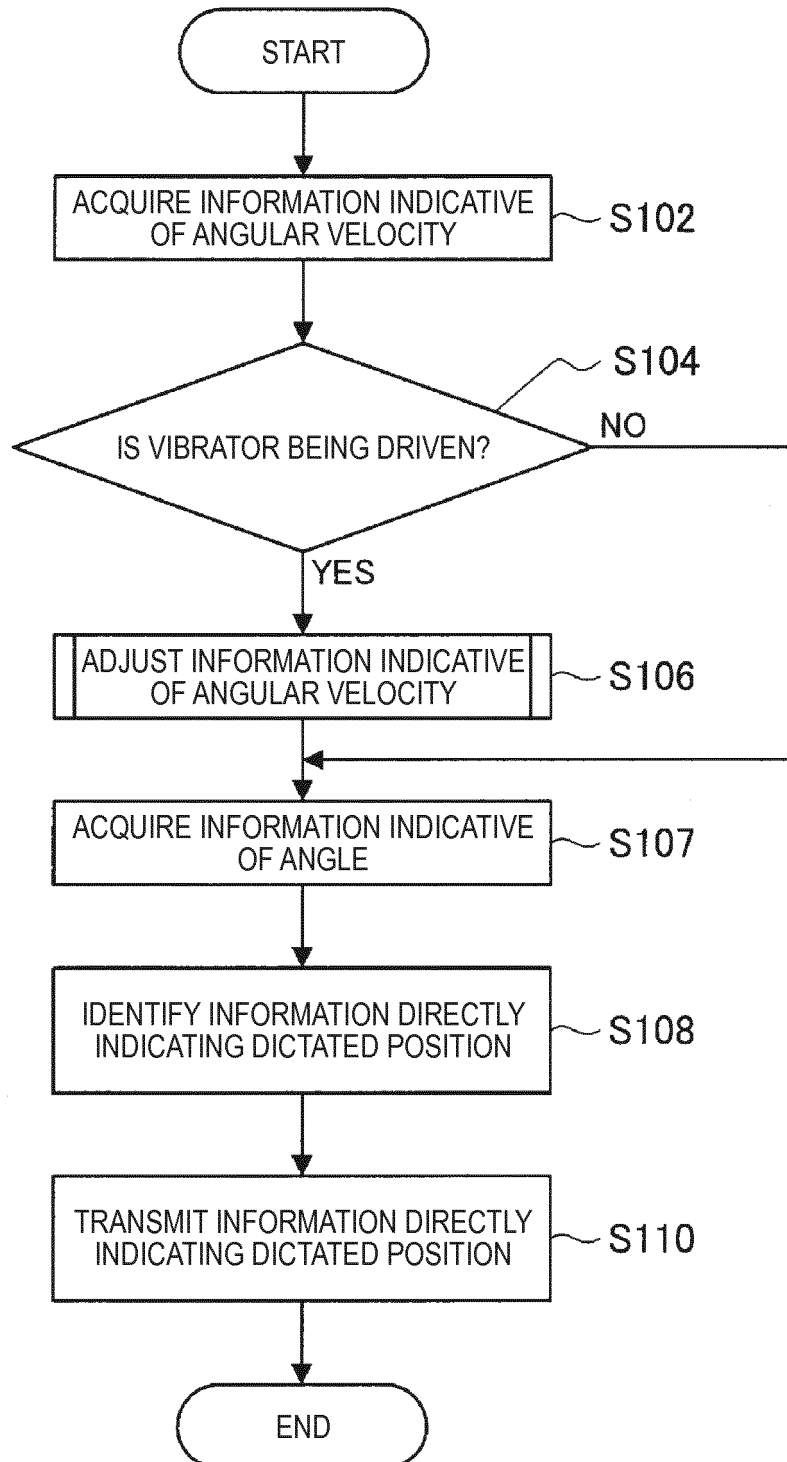 START
ACQUIRE INFORMATION INDICATIVE
OF ANGULAR VELOCITY
S102
S104
IS VIBRATOR BEING DRIVEN?
NO
YES
ADJUST INFORMATION INDICATIVE
OF ANGULAR VELOCITY
S106
ACQUIRE INFORMATION INDICATIVE
OF ANGLE
S107
IDENTIFY INFORMATION DIRECTLY
INDICATING DICTATED POSITION
S108
TRANSMIT INFORMATION DIRECTLY
INDICATING DICTATED POSITION
S110
END